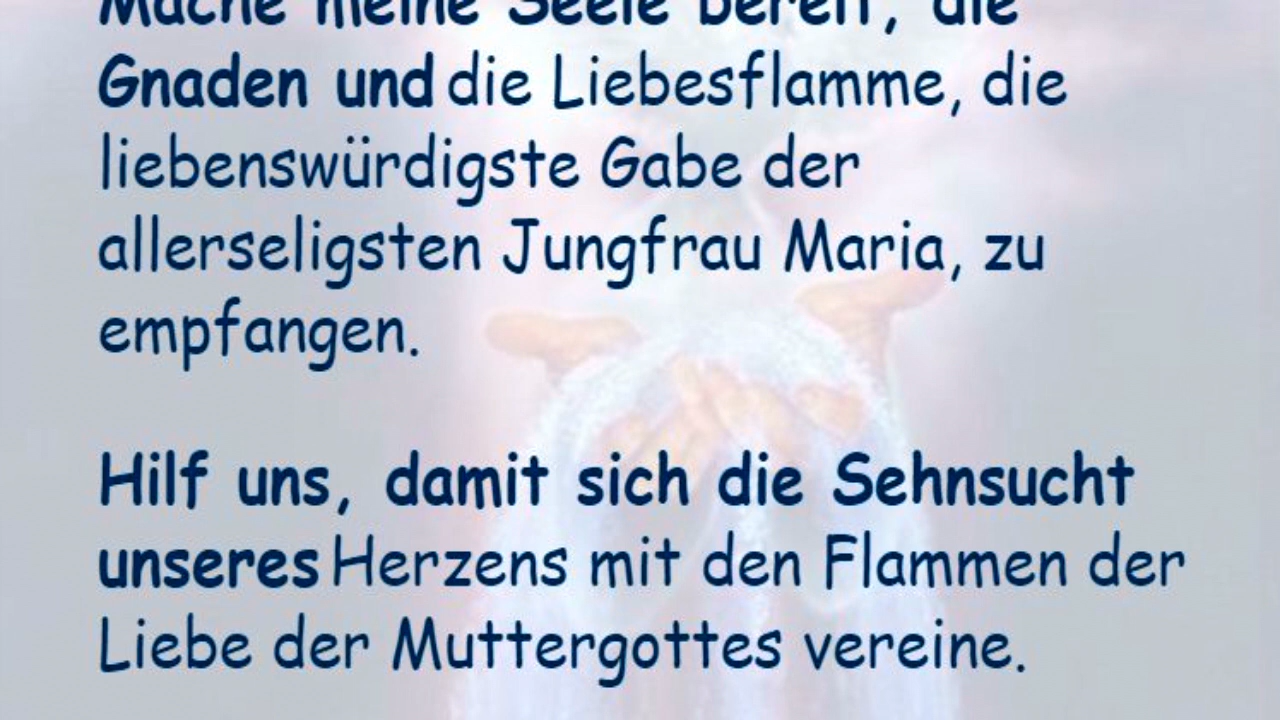 Mache meine Seele bereit, die
Gnaden und die Liebesflamme, die
liebenswürdigste Gabe der
allerseligsten Jungfrau Maria, zu
empfangen.
Hilf uns, damit sich die Sehnsucht
unseres Herzens mit den Flammen der
Liebe der Muttergottes vereine.